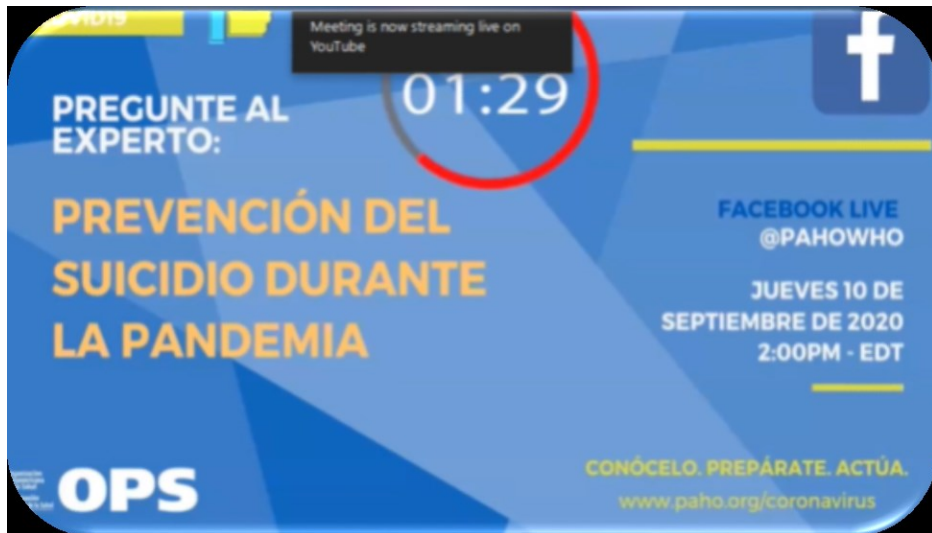 COVID19
Meeting is now streaming live on
YouTube
01:29
PREGUNTE AL
EXPERTO:
PREVENCIÓN DEL
SUICIDIO DURANTE
LA PANDEMIA
FACEBOOK LIVE
@PAHOWHO
JUEVES 10 DE
SEPTIEMBRE DE 2020
2:00PM - EDT
OPS
CONÓCELO. PREPÁRATE. ACTÚA.
www.paho.org/coronavirus